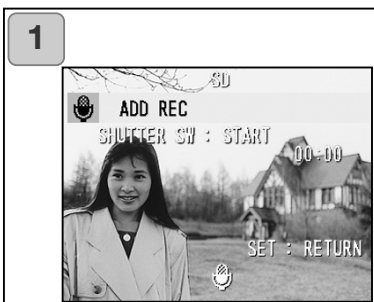 1
SD
ADD REC
SHUTTER SW : START
00:00
SET : RETURN